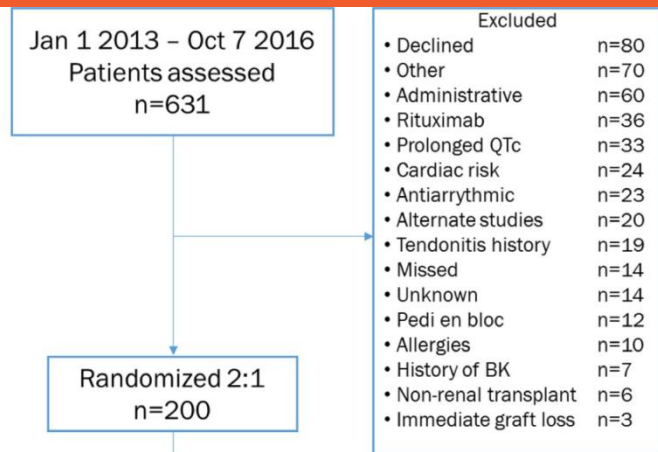 Jan 1 2013 – Oct 7 2016
Patients assessed
n=631
Excluded
• Declined n=80
• Other n=70
• Administrative n=60
• Rituximab n=36
• Prolonged QTc n=33
• Cardiac risk n=24
• Antiarrythmic n=23
• Alternate studies n=20
• Tendonitis history n=19
• Missed n=14
• Unknown n=14
• Pedi en bloc n=12
• Allergies n=10
• History of BK n=7
• Non-renal transplant n=6
• Immediate graft loss n=3
Randomized 2:1
n=200